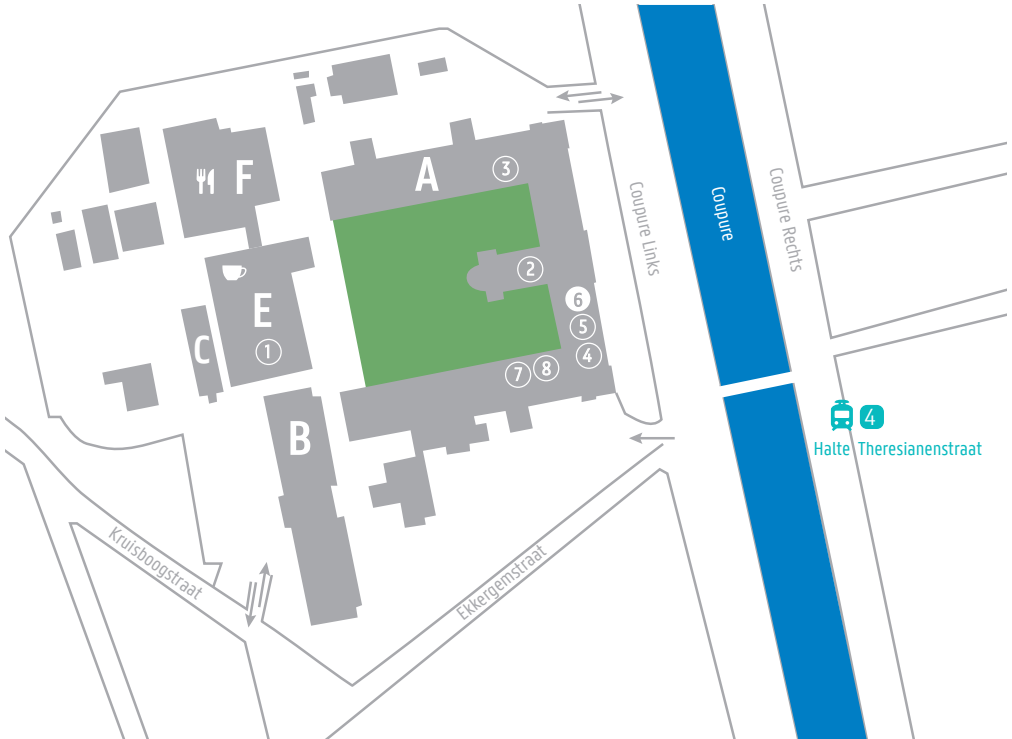 A
3
F
Coupure Links
Coupure
Coupure Rechts
2
6
5
4
E
1
C
7
8
B
4
Halte Theresianenstraat
Kruisboogstraat
Ekkergemstraat